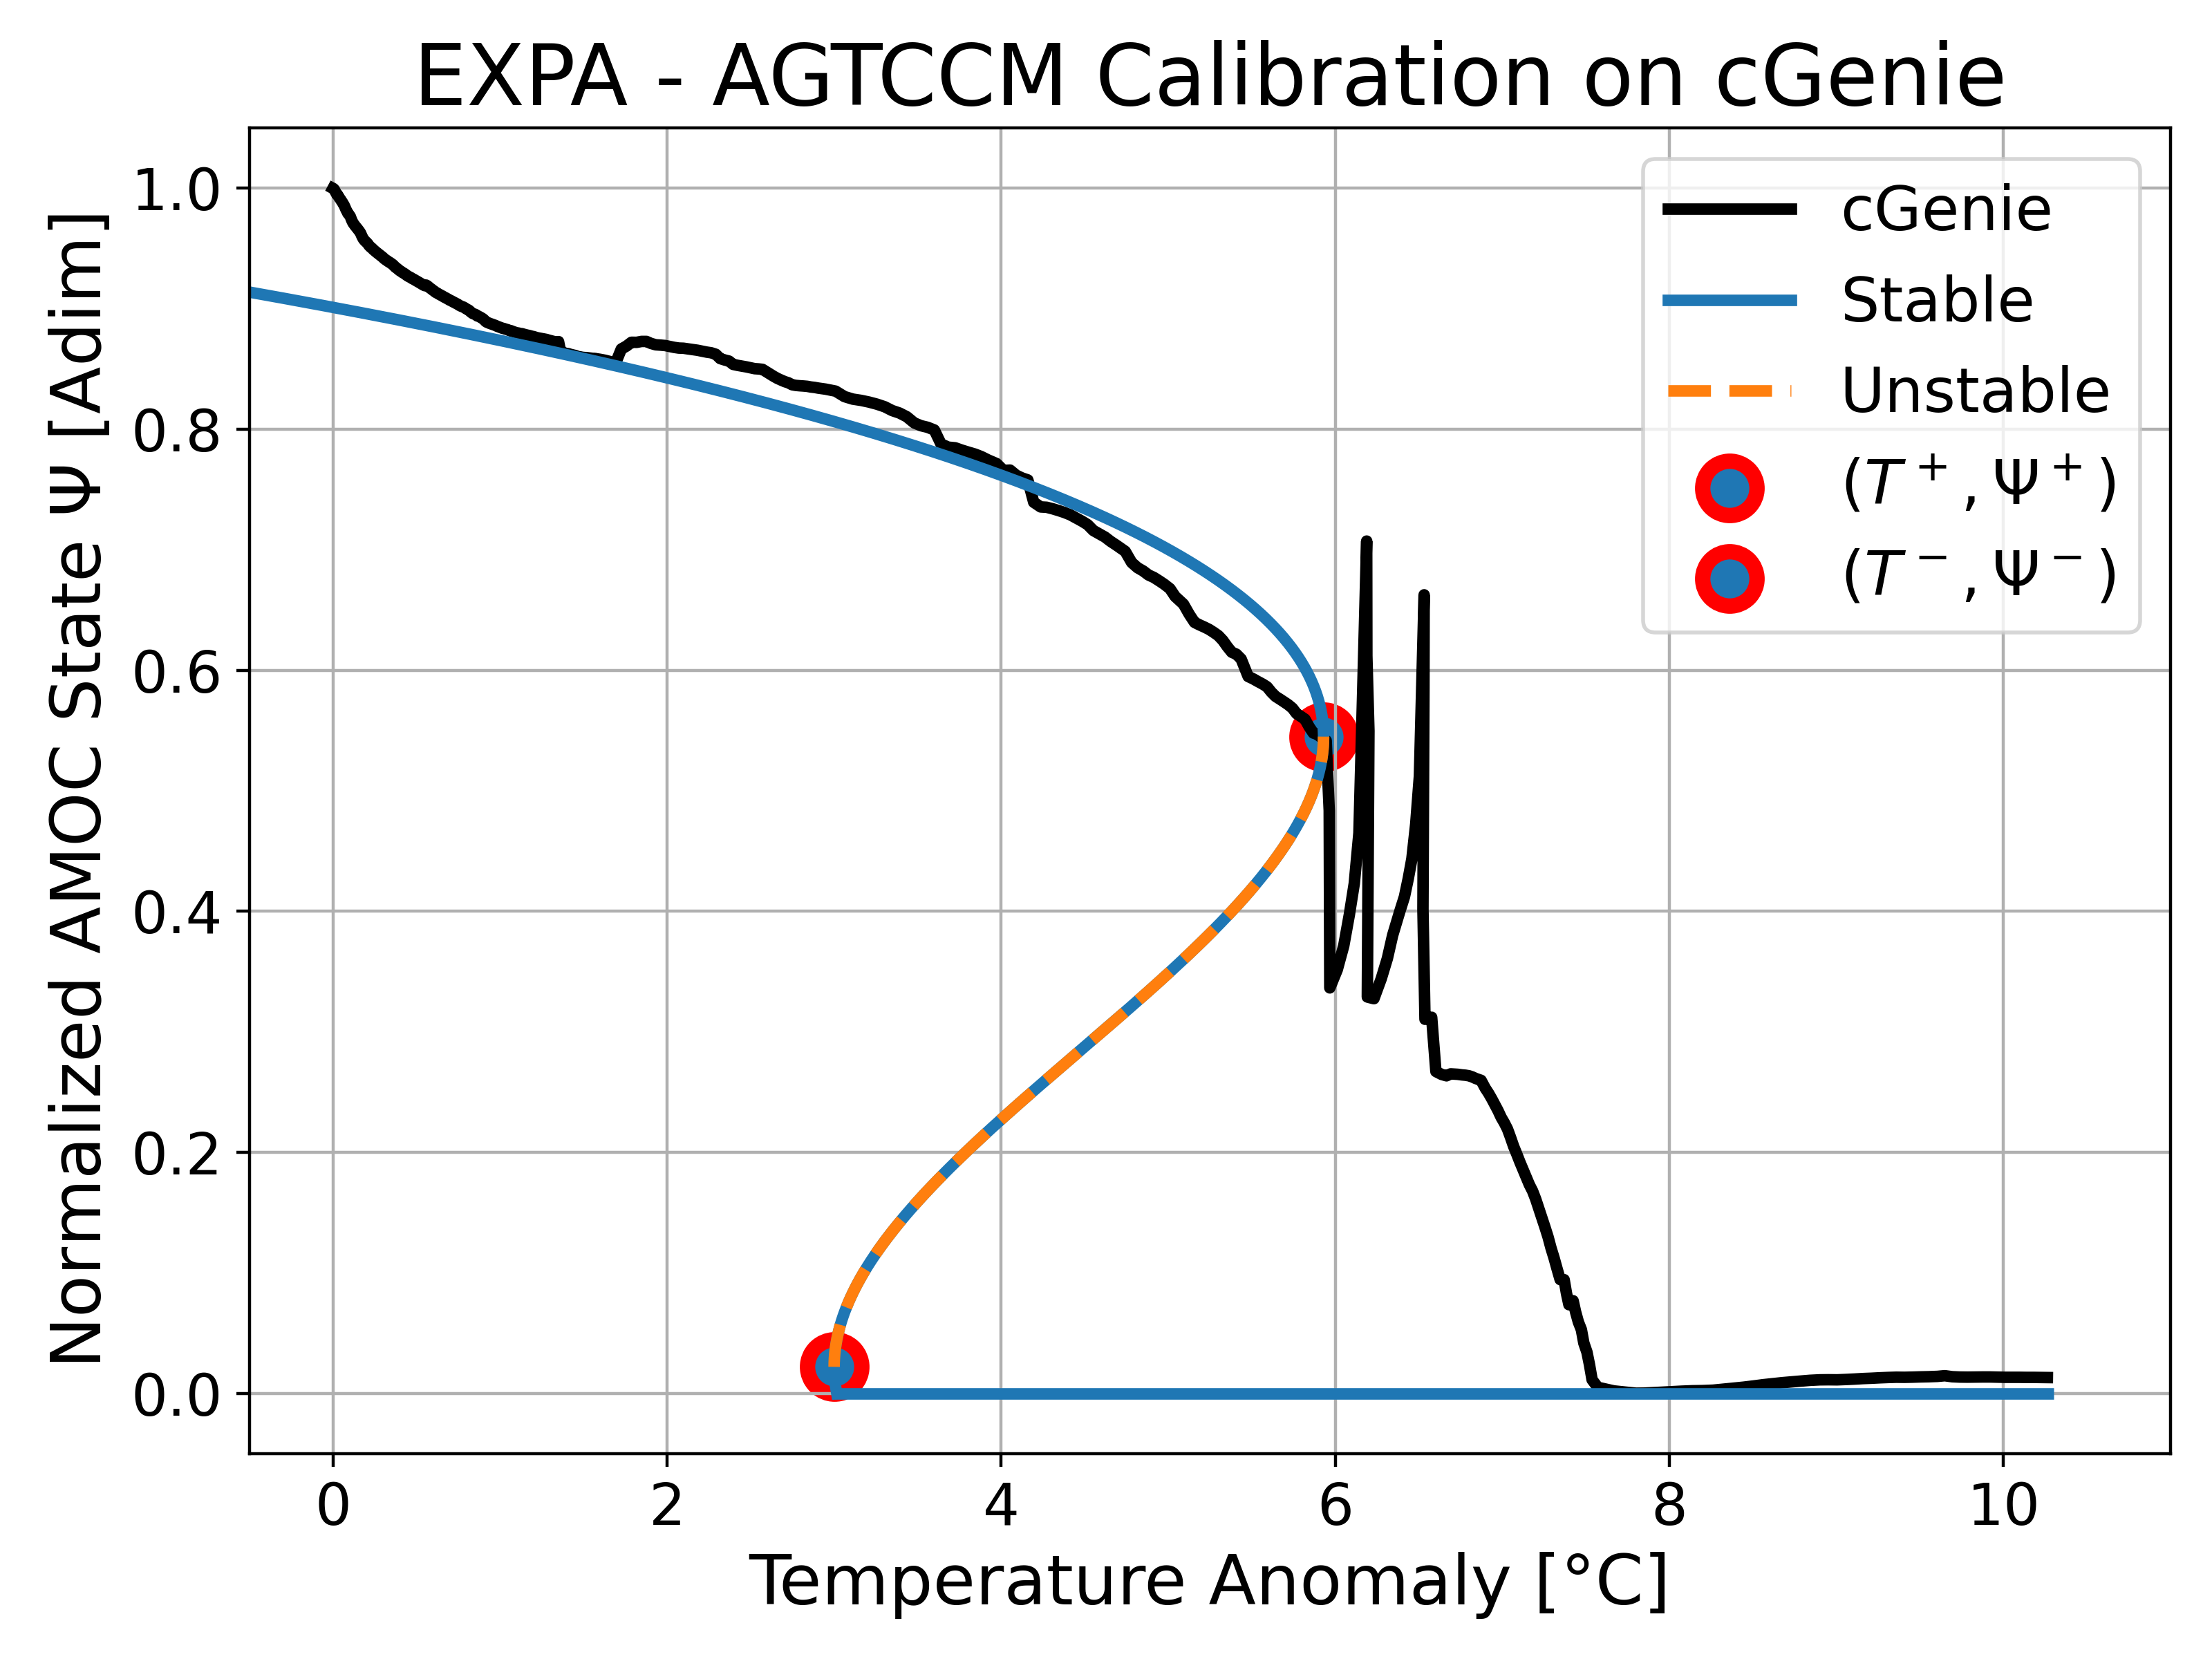 EXPA - AGTCCM Calibration on cGenie
Normalized AMOC State Ψ [Adim]
1.0
0.8
0.6
0.4
0.2
0.0
cGenie
Stable
Unstable
(T⁺, Ψ⁺)
(T⁻, Ψ⁻)
0 2 4 6 8 10
Temperature Anomaly [°C]